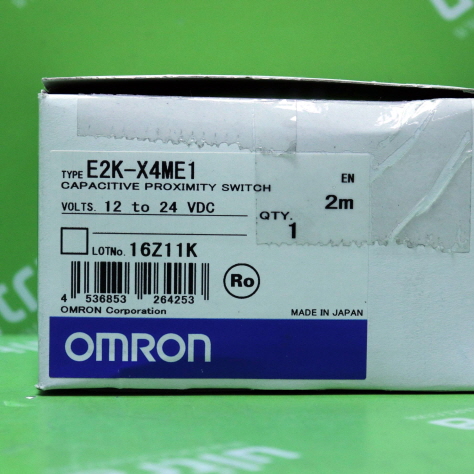 TYPE E2K-X4ME1
CAPACITIVE PROXIMITY SWITCH
EN
VOLTS. 12 to 24 VDC
2m
QTY.
1
LOTNo. 16Z11K
4 536853 264253
Ro
OMRON Corporation
MADE IN JAPAN
OMRON